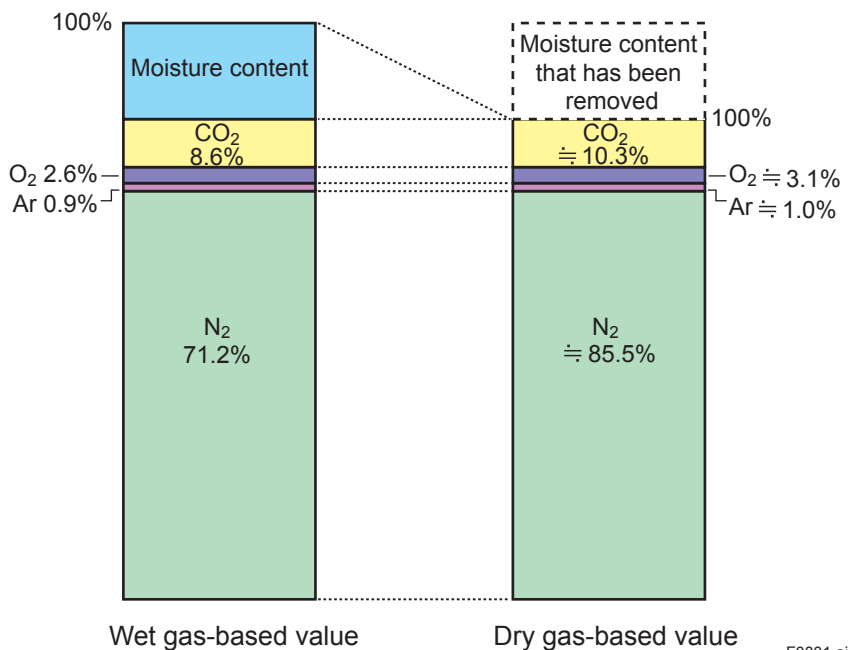 100%
Moisture content
Moisture content
that has been
removed
100%
CO₂
8.6%
CO₂
≒ 10.3%
O₂ 2.6%
O₂ ≒ 3.1%
Ar 0.9%
Ar ≒ 1.0%
N₂
71.2%
N₂
≒ 85.5%
Wet gas-based value
Dry gas-based value